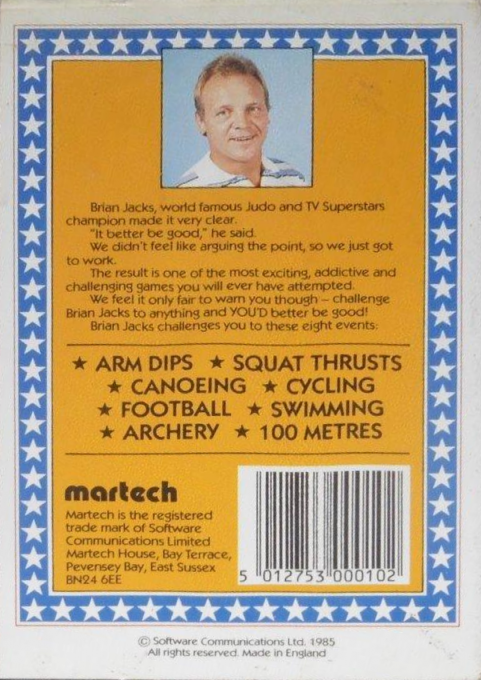 Brian Jacks, world famous Judo and TV Superstars
champion made it very clear.
"It better be good," he said.
We didn't feel like arguing the point, so we just got
to work.
The result is one of the most exciting, addictive and
challenging games you will ever have attempted.
We feel it only fair to warn you though – challenge
Brian Jacks to anything and YOU'D better be good!
Brian Jacks challenges you to these eight events:
★ ARM DIPS ★ SQUAT THRUSTS
★ CANOEING ★ CYCLING
★ FOOTBALL ★ SWIMMING
★ ARCHERY ★ 100 METRES
martech
Martech is the registered
trade mark of Software
Communications Limited
Martech House, Bay Terrace,
Pevensey Bay, East Sussex
BN24 6EE
5 012753 000102
© Software Communications Ltd. 1985
All rights reserved. Made in England